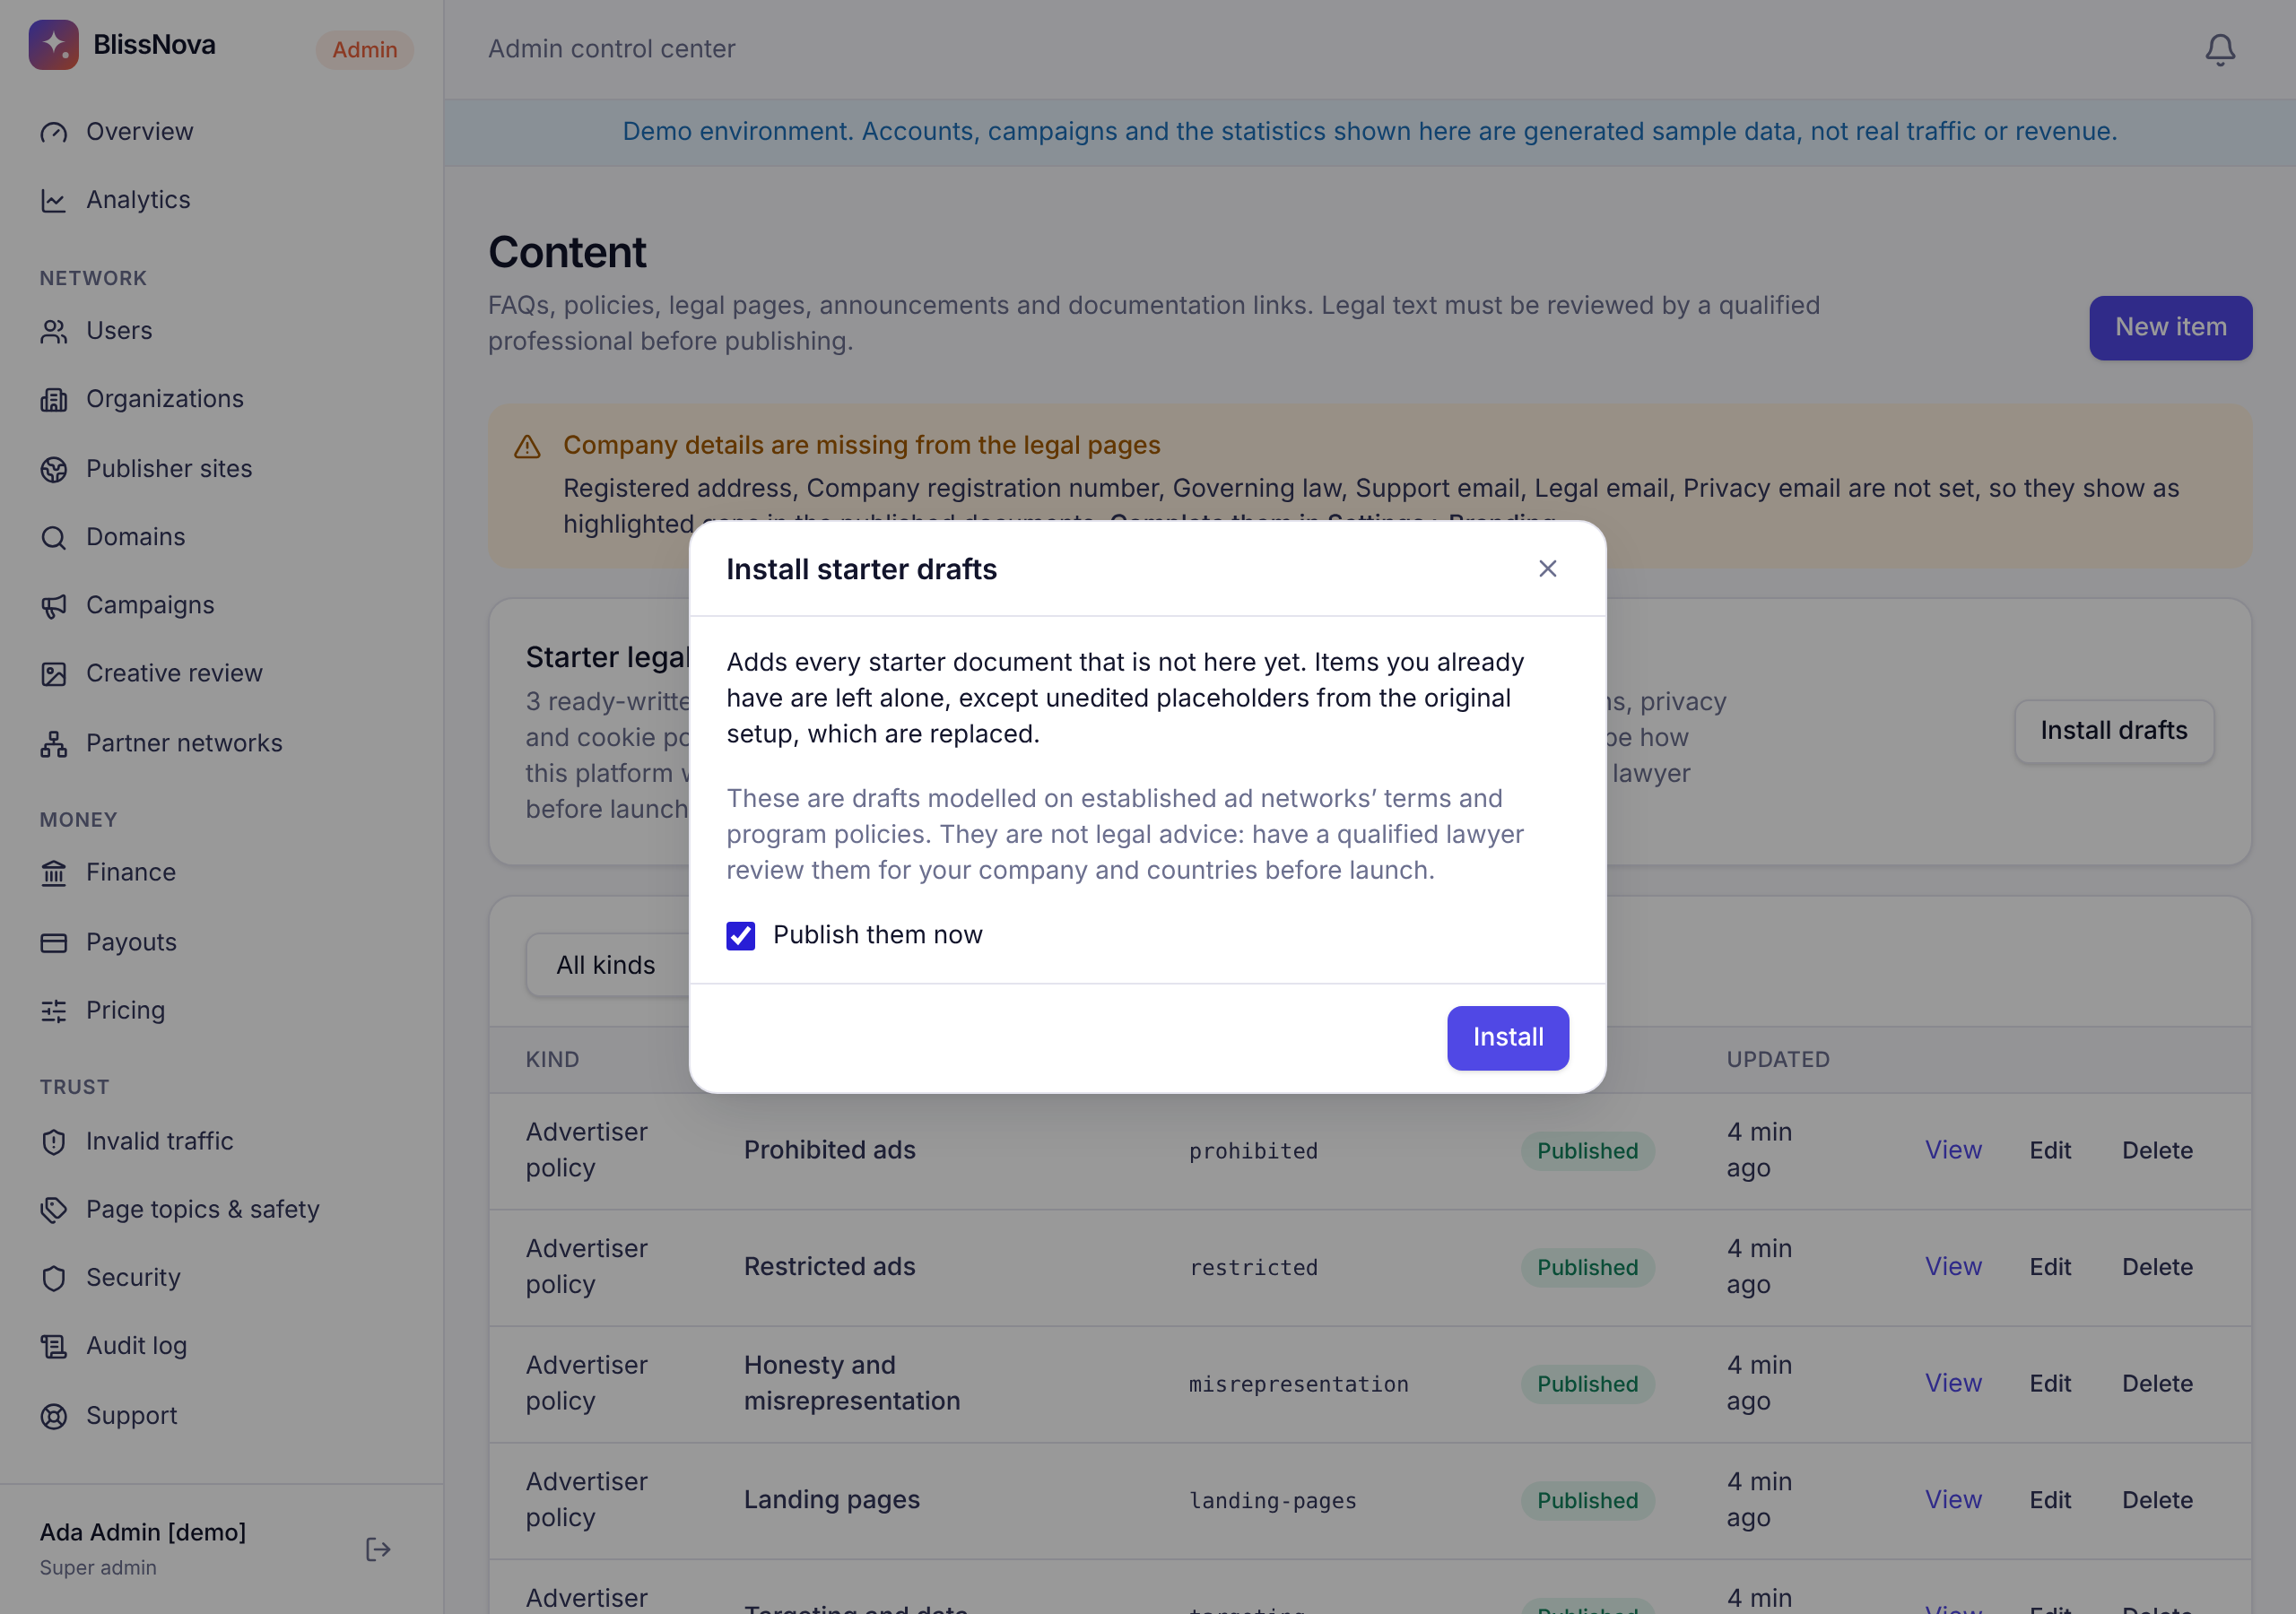 BlissNova
Admin
Overview
Analytics
NETWORK
Users
Organizations
Publisher sites
Domains
Campaigns
Creative review
Partner networks
MONEY
Finance
Payouts
Pricing
TRUST
Invalid traffic
Page topics & safety
Security
Audit log
Support
Ada Admin [demo]
Super admin
Admin control center
Demo environment. Accounts, campaigns and the statistics shown here are generated sample data, not real traffic or revenue.
Content
FAQs, policies, legal pages, announcements and documentation links. Legal text must be reviewed by a qualified
professional before publishing.
New item
Company details are missing from the legal pages
Registered address, Company registration number, Governing law, Support email, Legal email, Privacy email are not set, so they show as
highlighted
Starter legal
3 ready-writte
and cookie po
this platform
before launch
privacy
how
lawyer
Install drafts
Install starter drafts
Adds every starter document that is not here yet. Items you already
have are left alone, except unedited placeholders from the original
setup, which are replaced.
These are drafts modelled on established ad networks’ terms and
program policies. They are not legal advice: have a qualified lawyer
review them for your company and countries before launch.
Publish them now
Install
All kinds
KIND
UPDATED
Advertiser
policy
Prohibited ads
prohibited
Published
4 min
ago
View
Edit
Delete
Advertiser
policy
Restricted ads
restricted
Published
4 min
ago
View
Edit
Delete
Advertiser
policy
Honesty and
misrepresentation
misrepresentation
Published
4 min
ago
View
Edit
Delete
Advertiser
policy
Landing pages
landing-pages
Published
4 min
ago
View
Edit
Delete
Advertiser
4 min